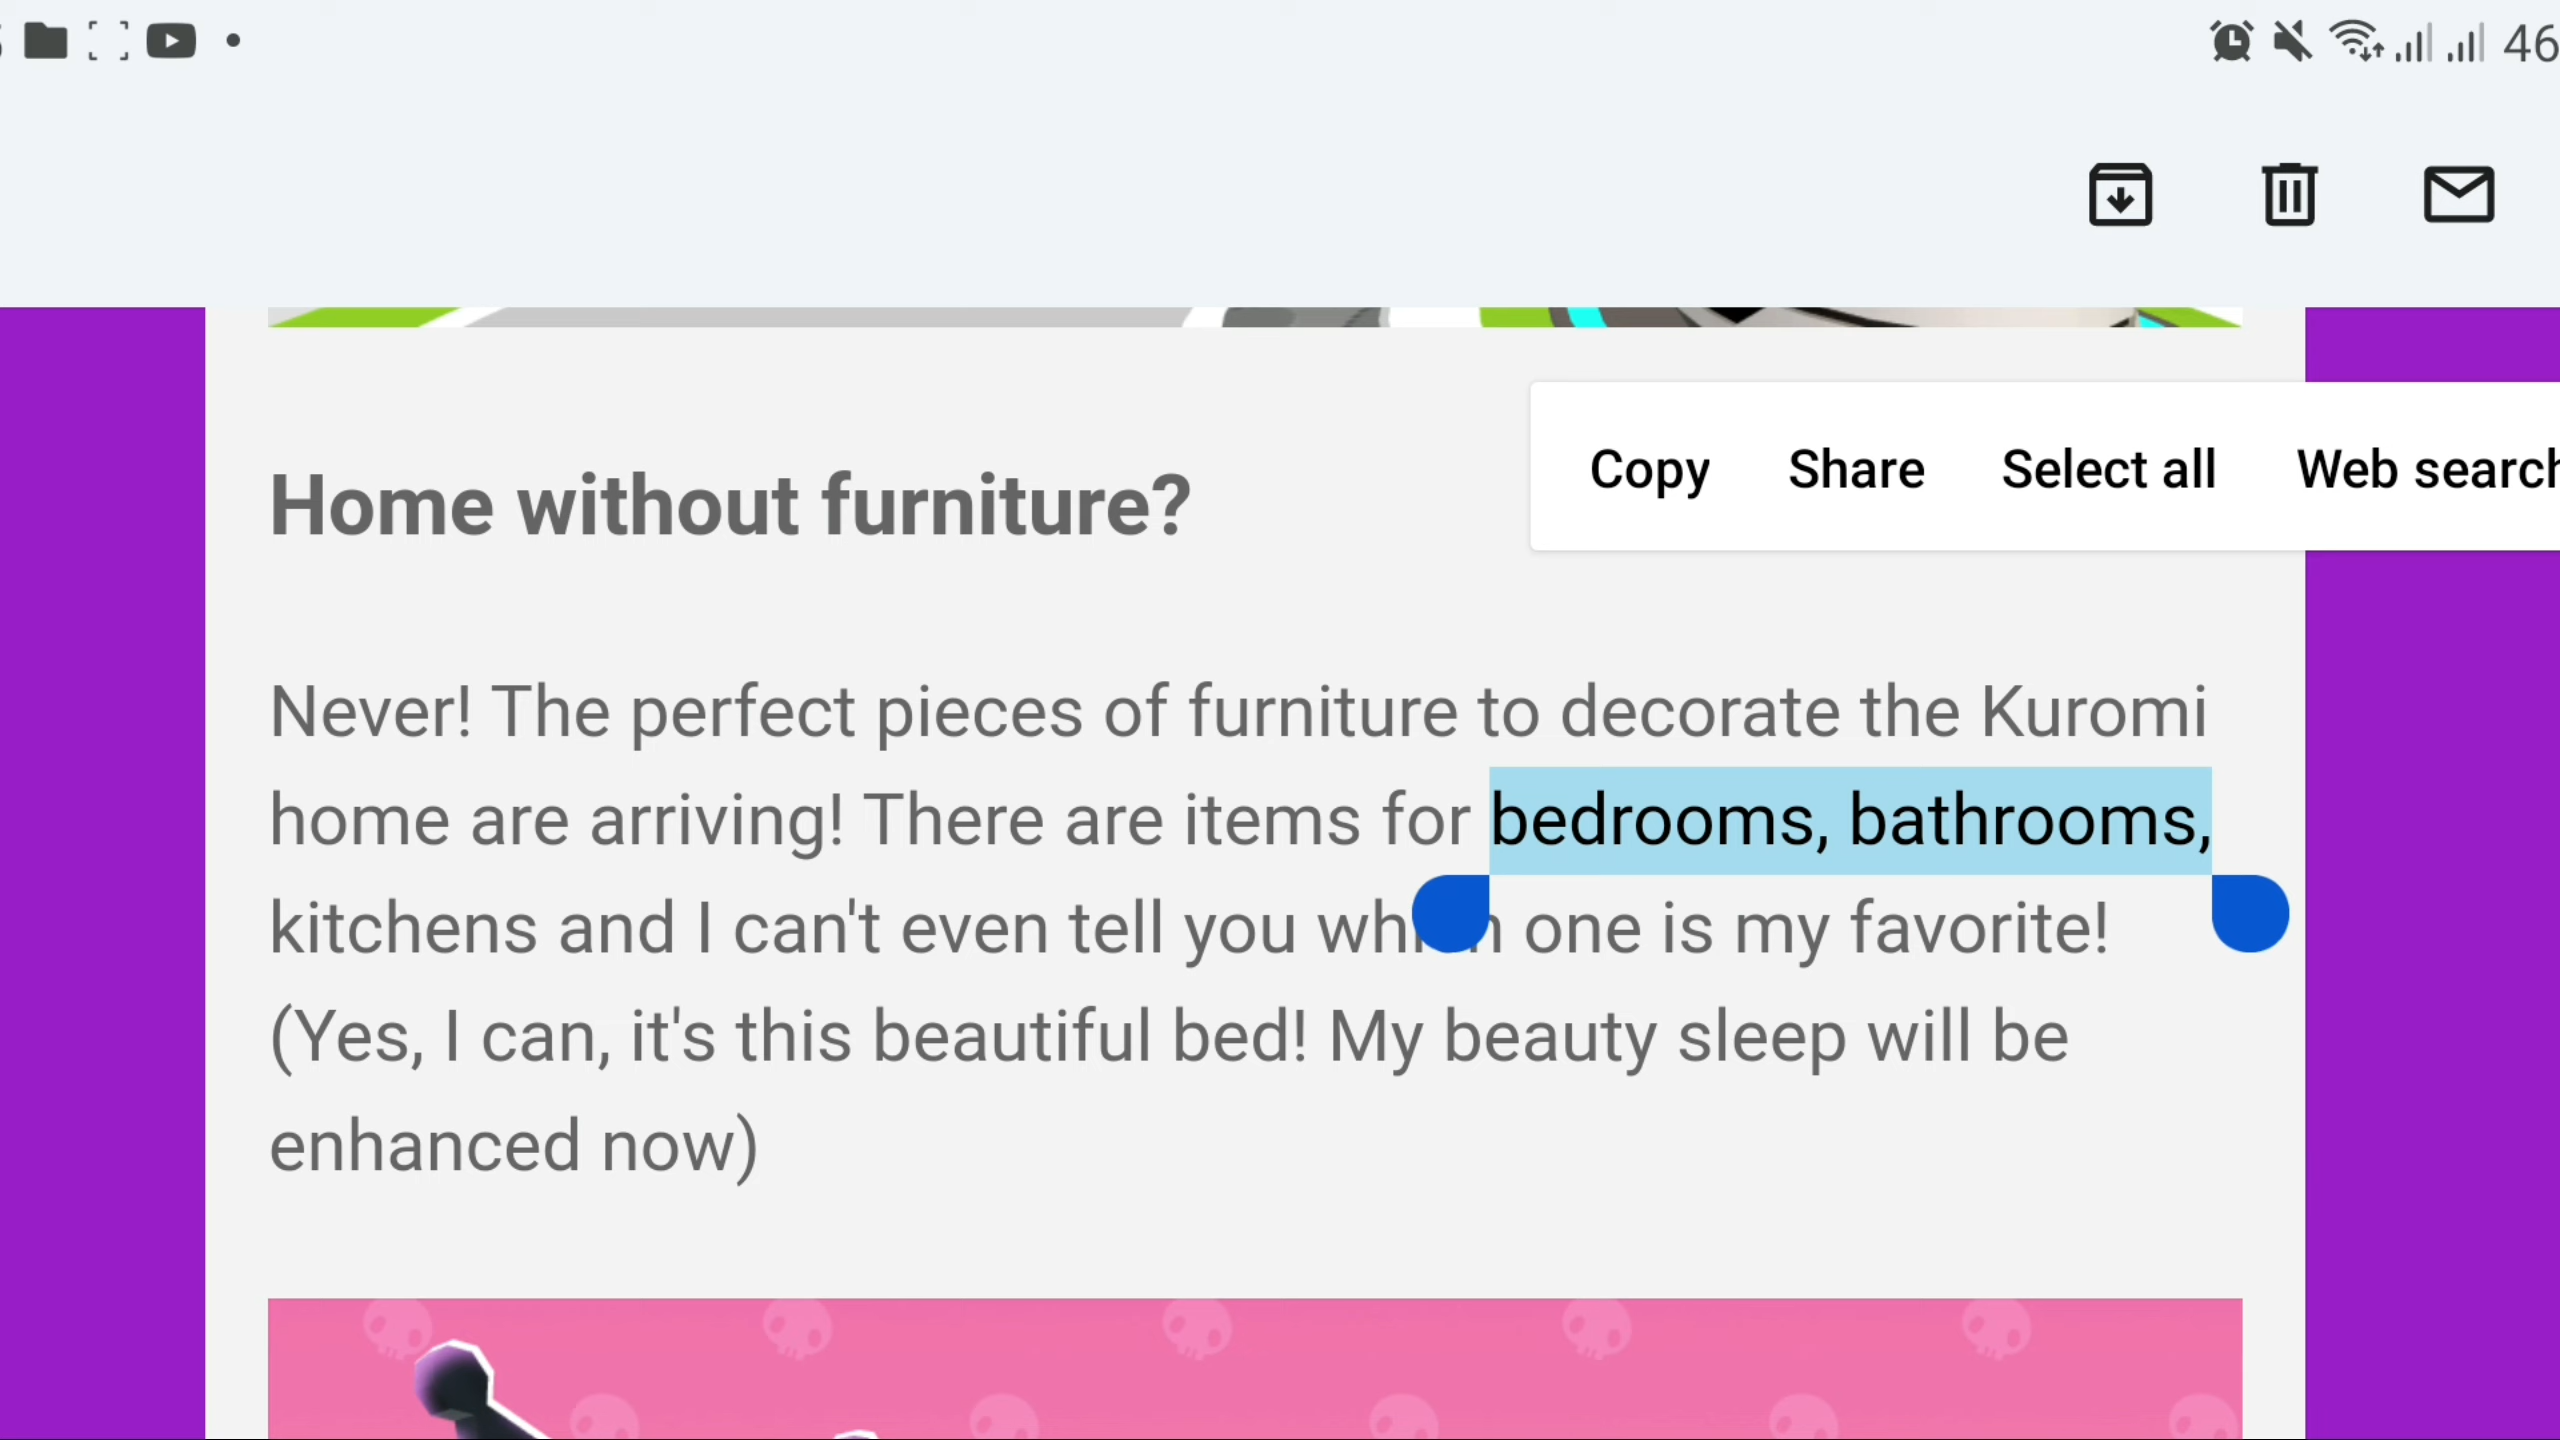 46
Copy Share Select all Web search
Home without furniture?
Never! The perfect pieces of furniture to decorate the Kuromi
home are arriving! There are items for bedrooms, bathrooms,
kitchens and I can't even tell you which one is my favorite!
(Yes, I can, it's this beautiful bed! My beauty sleep will be
enhanced now)